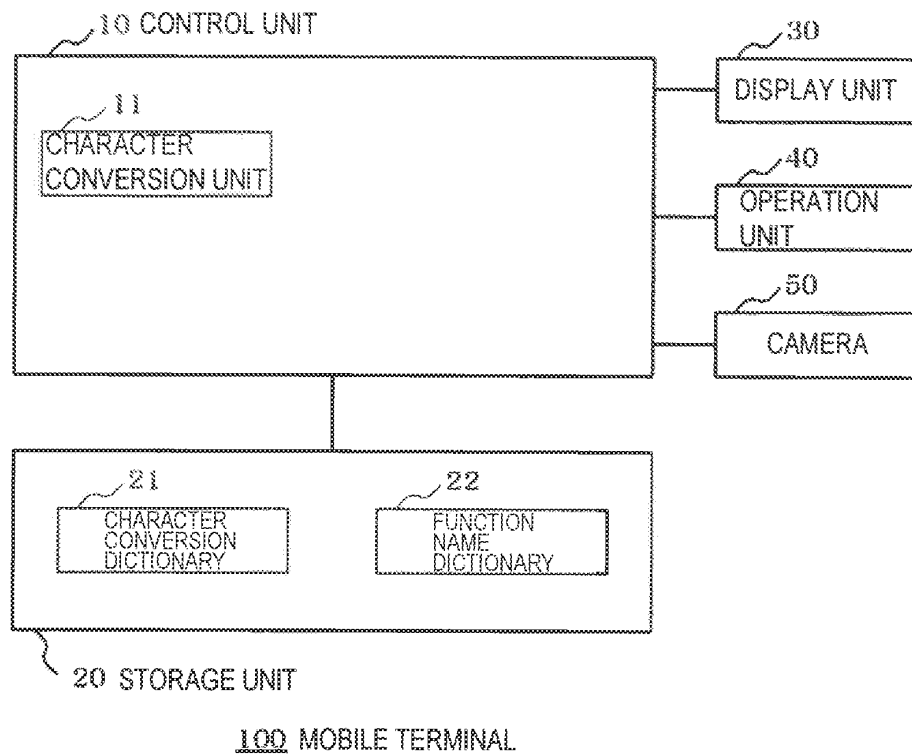 10 CONTROL UNIT
11
CHARACTER
CONVERSION UNIT
30
DISPLAY UNIT
40
OPERATION
UNIT
50
CAMERA
21
CHARACTER
CONVERSION
DICTIONARY
22
FUNCTION
NAME
DICTIONARY
20 STORAGE UNIT
100 MOBILE TERMINAL